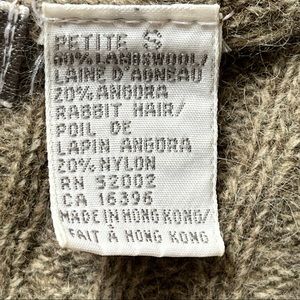 PETITE S
60% LAMBSWOOL/
LAINE D'AGNEAU
20% ANGORA
RABBIT HAIR/
POIL DE
LAPIN ANGORA
20% NYLON
RN 52002
CA 16396
MADE IN HONG KONG/
FAIT À HONG KONG